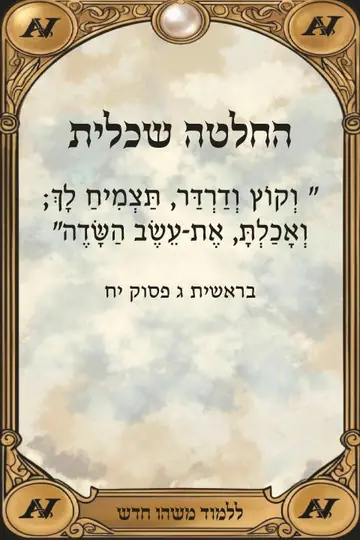 החלטה שכלית
" וְקוֹץ וְדַרְדַּר, תַּצְמִיחַ לָךְ;
וְאָכַלְתָּ, אֶת-עֵשֶׂב הַשָּׂדֶה"
בראשית ג פסוק יח
ללמוד משהו חדש